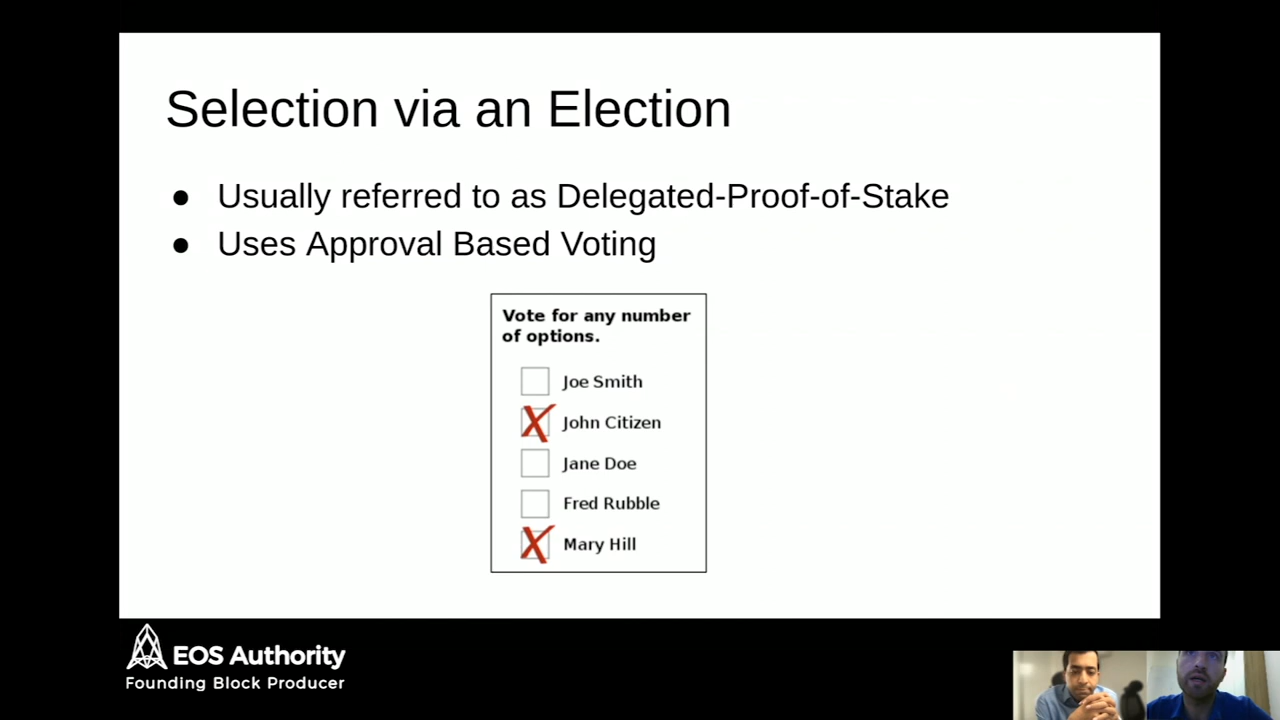 Selection via an Election
● Usually referred to as Delegated-Proof-of-Stake
● Uses Approval Based Voting
Vote for any number
of options.
Joe Smith
John Citizen
Jane Doe
Fred Rubble
Mary Hill
EOS Authority
Founding Block Producer